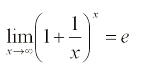 lim_{x→∞} (1 + 1/x)^x = e